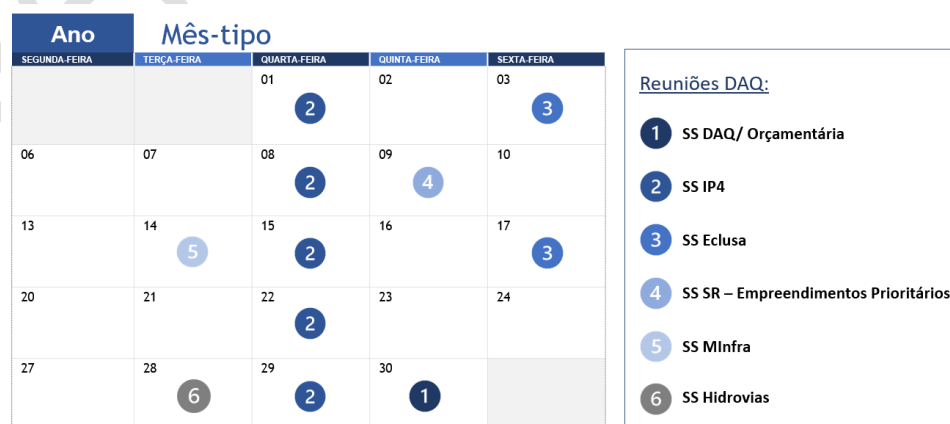 Ano Mês-tipo
SEGUNDA-FEIRA TERÇA-FEIRA QUARTA-FEIRA QUINTA-FEIRA SEXTA-FEIRA
01 02 03
2 3
06 07 08 09 10
2 4
13 14 15 16 17
5 2 3
20 21 22 23 24
2
27 28 29 30
6 2 1
Reuniões DAQ:
1 SS DAQ/ Orçamentária
2 SS IP4
3 SS Eclusa
4 SS SR – Empreendimentos Prioritários
5 SS MInfra
6 SS Hidrovias